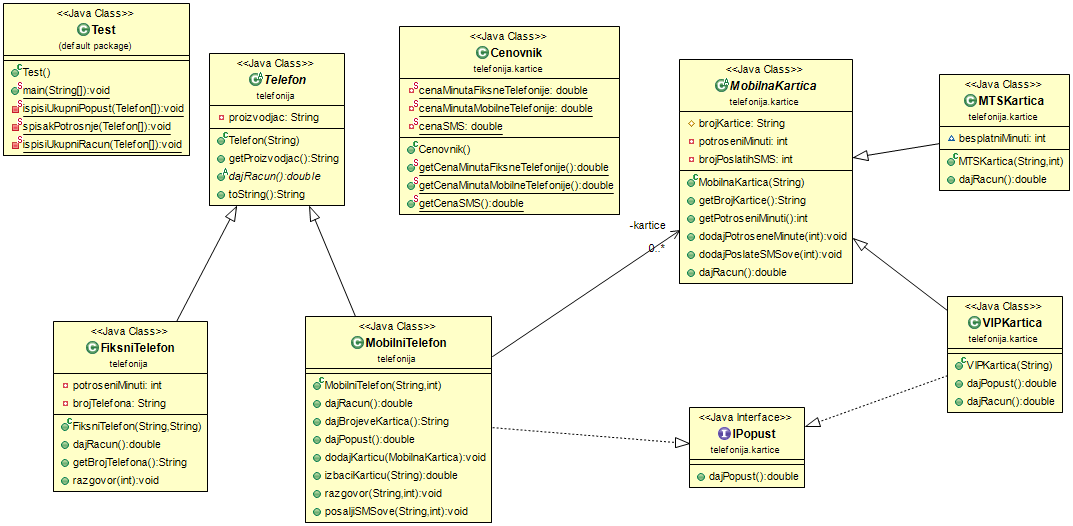 <<Java Class>>
Test
(default package)
Test()
main(String[]):void
ispisiUkupniPopust(Telefon[]):void
spisakPotrosnje(Telefon[]):void
ispisiUkupniRacun(Telefon[]):void
<<Java Class>>
Telefon
telefonija
proizvodjac: String
Telefon(String)
getProizvodjac():String
dajRacun():double
toString():String
<<Java Class>>
Cenovnik
telefonija.kartice
cenaMinutaFiksneTelefonije: double
cenaMinutaMobilneTelefonije: double
cenaSMS: double
Cenovnik()
getCenaMinutaFiksneTelefonije():double
getCenaMinutaMobilneTelefonije():double
getCenaSMS():double
<<Java Class>>
MobilnaKartica
telefonija.kartice
brojKartice: String
potroseniMinuti: int
brojPoslatihSMS: int
MobilnaKartica(String)
getBrojKartice():String
getPotroseniMinuti():int
dodajPotroseneMinute(int):void
dodajPoslateSMSove(int):void
dajRacun():double
<<Java Class>>
MTSKartica
telefonija.kartice
besplatniMinuti: int
MTSKartica(String,int)
dajRacun():double
-kartice
0..*
<<Java Class>>
FiksniTelefon
telefonija
potroseniMinuti: int
brojTelefona: String
FiksniTelefon(String,String)
dajRacun():double
getBrojTelefona():String
razgovor(int):void
<<Java Class>>
MobilniTelefon
telefonija
MobilniTelefon(String,int)
dajRacun():double
dajBrojeveKartica():String
dajPopust():double
dodajKarticu(MobilnaKartica):void
izbaciKarticu(String):double
razgovor(String,int):void
posaljiSMSove(String,int):void
<<Java Class>>
VIPKartica
telefonija.kartice
VIPKartica(String)
dajPopust():double
dajRacun():double
<<Java Interface>>
IPopust
telefonija.kartice
dajPopust():double